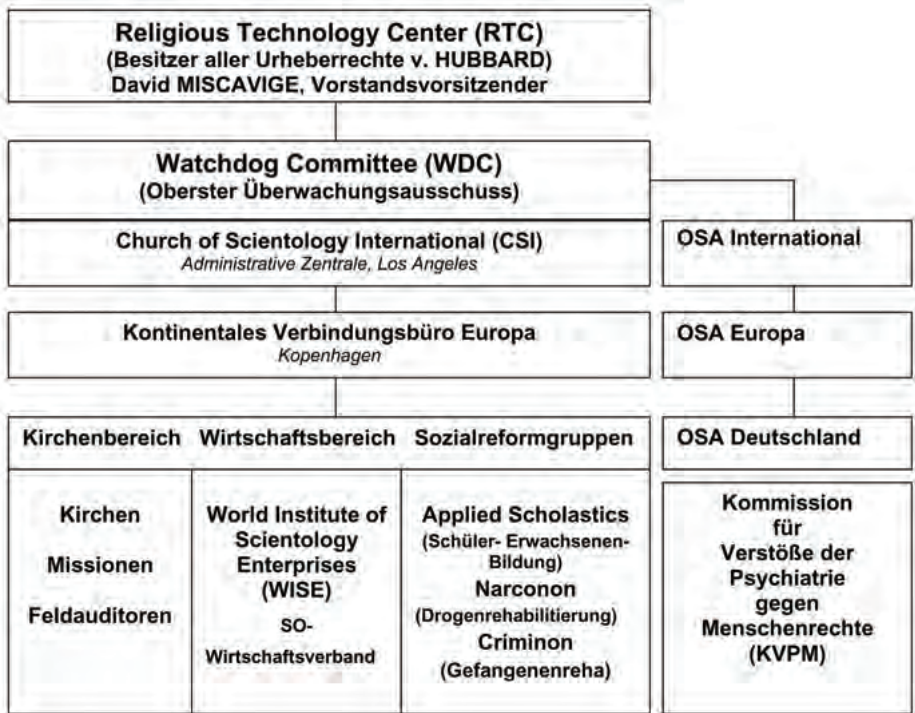 Religious Technology Center (RTC)
(Besitzer aller Urheberrechte v. HUBBARD)
David MISCAVIGE, Vorstandsvorsitzender
Watchdog Committee (WDC)
(Oberster Überwachungsausschuss)
Church of Scientology International (CSI)
Administrative Zentrale, Los Angeles
OSA International
Kontinentales Verbindungsbüro Europa
Kopenhagen
OSA Europa
Kirchenbereich
Wirtschaftsbereich
Sozialreformgruppen
OSA Deutschland
Kirchen
Missionen
Feldauditoren
World Institute of
Scientology
Enterprises
(WISE)
SO-
Wirtschaftsverband
Applied Scholastics
(Schüler- Erwachsenen-
Bildung)
Narconon
(Drogenrehabilitierung)
Criminon
(Gefangenenreha)
Kommission
für
Verstöße der
Psychiatrie
gegen
Menschenrechte
(KVPM)